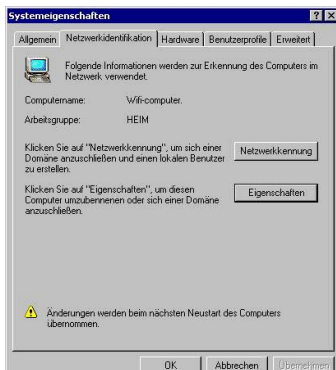 Systemeigenschaften
Allgemein Netzwerkidentifikation Hardware Benutzerprofile Erweitert
Folgende Informationen werden zur Erkennung des Computers im
Netzwerk verwendet.
Computername: Wifi-computer.
Arbeitsgruppe: HEIM
Klicken Sie auf "Netzwerkkennung", um sich einer
Domäne anzuschließen und einen lokalen Benutzer
zu erstellen.
Netzwerkkennung
Klicken Sie auf "Eigenschaften", um diesen
Computer umzubennenen oder sich einer Domäne
anzuschließen.
Eigenschaften
Änderungen werden beim nächsten Neustart des Computers
übernommen.
OK Abbrechen Übernehmen